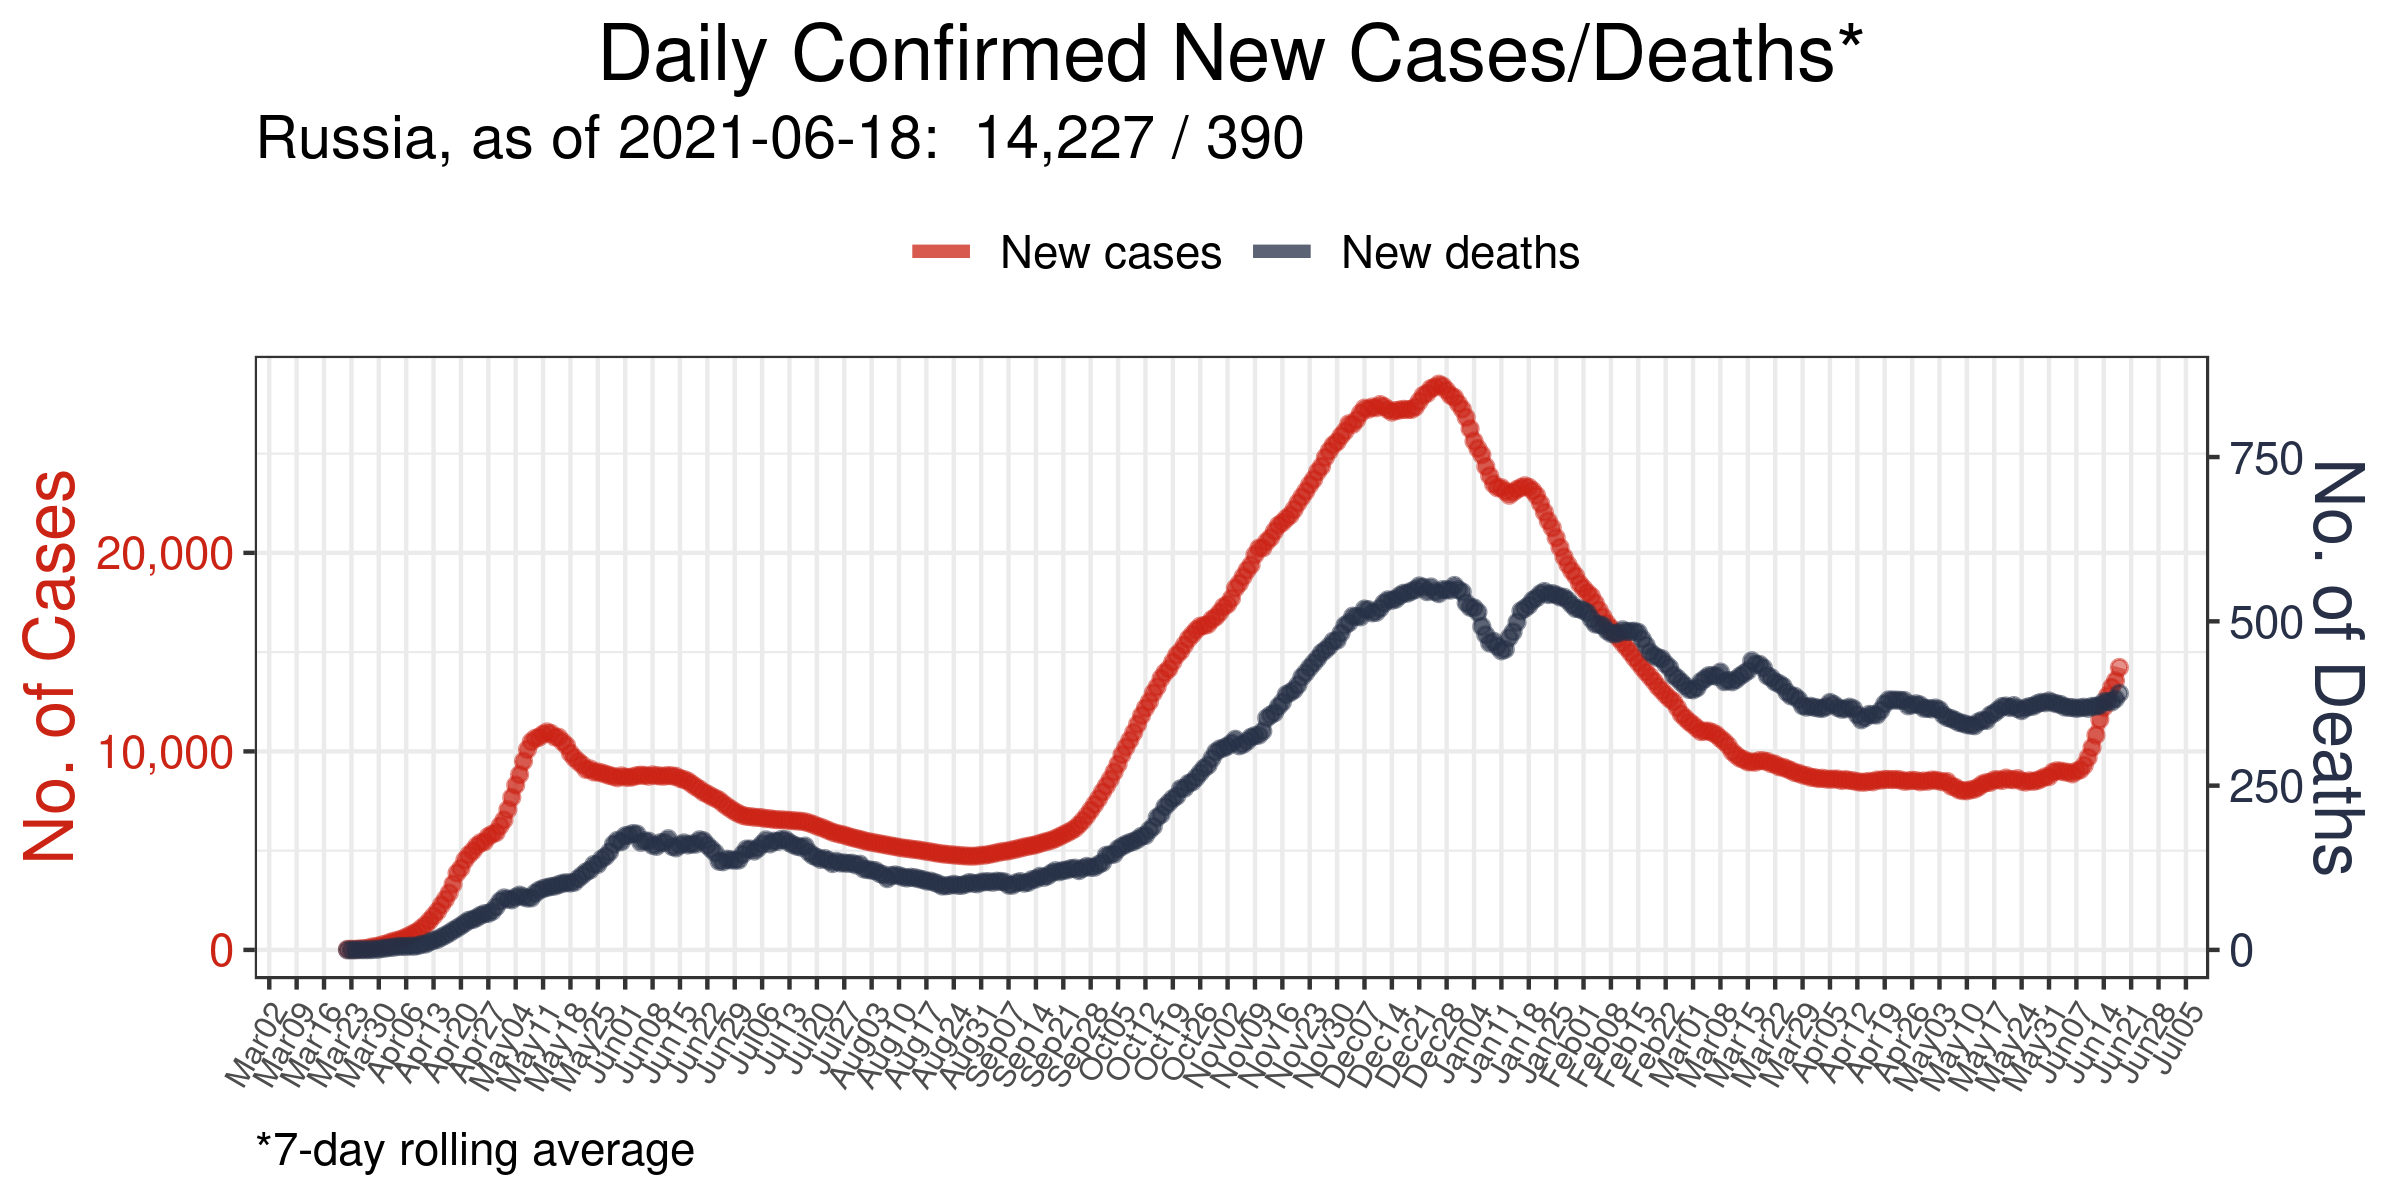 Daily Confirmed New Cases/Deaths*
Russia, as of 2021-06-18:  14,227 / 390
New cases
New deaths
No. of Cases
20,000
10,000
0
750
500
250
0
No. of Deaths
Mar02
Mar09
Mar16
Mar23
Mar30
Apr06
Apr13
Apr20
Apr27
May04
May11
May18
May25
Jun01
Jun08
Jun15
Jun22
Jun29
Jul06
Jul13
Jul20
Jul27
Aug03
Aug10
Aug17
Aug24
Aug31
Sep07
Sep14
Sep21
Sep28
Oct05
Oct12
Oct19
Oct26
Nov02
Nov09
Nov16
Nov23
Nov30
Dec07
Dec14
Dec21
Dec28
Jan04
Jan11
Jan18
Jan25
Feb01
Feb08
Feb15
Feb22
Mar01
Mar08
Mar15
Mar22
Mar29
Apr05
Apr12
Apr19
Apr26
May03
May10
May17
May24
May31
Jun07
Jun14
Jun21
Jun28
Jul05
*7-day rolling average